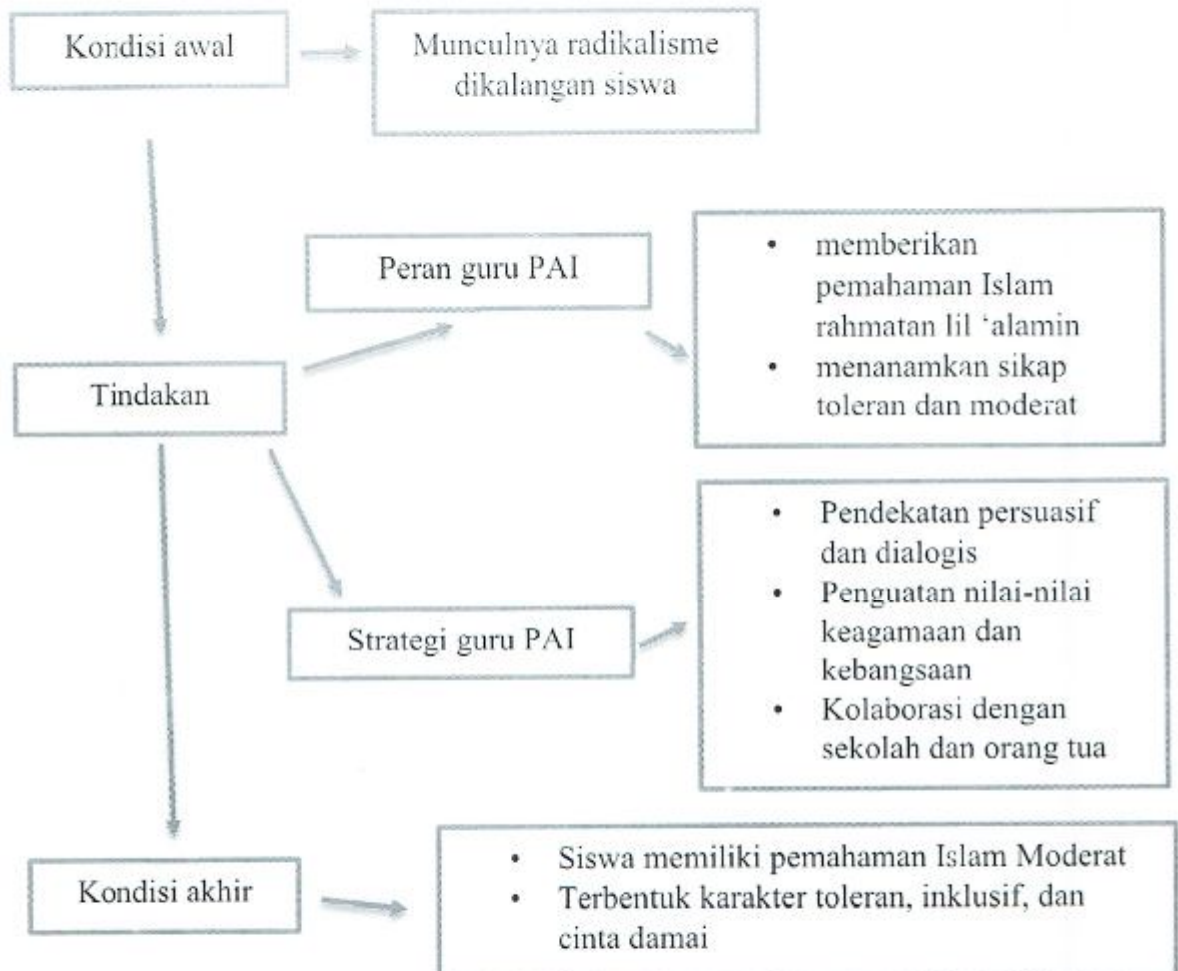 Kondisi awal
Munculnya radikalisme
dikalangan siswa
Peran guru PAI
• memberikan
pemahaman Islam
rahmatan lil ‘alamin
• menanamkan sikap
toleran dan moderat
Tindakan
• Pendekatan persuasif
dan dialogis
• Penguatan nilai-nilai
keagamaan dan
kebangsaan
• Kolaborasi dengan
sekolah dan orang tua
Strategi guru PAI
Kondisi akhir
• Siswa memiliki pemahaman Islam Moderat
• Terbentuk karakter toleran, inklusif, dan
cinta damai